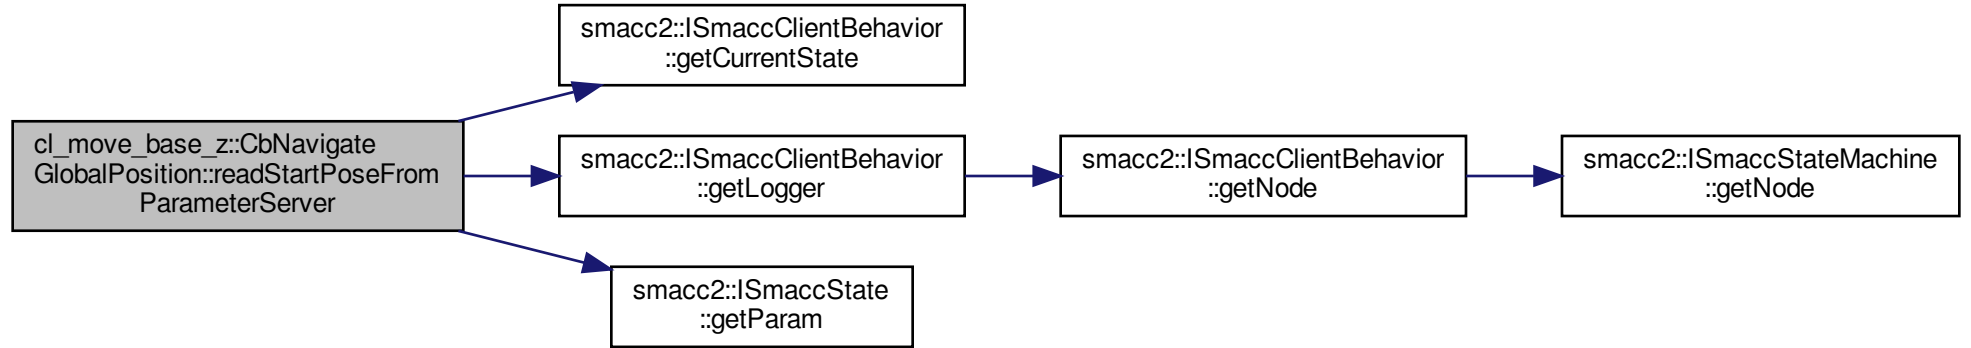 cl_move_base_z::CbNavigate
GlobalPosition::readStartPoseFrom
ParameterServer
smacc2::ISmaccClientBehavior
::getCurrentState
smacc2::ISmaccClientBehavior
::getLogger
smacc2::ISmaccClientBehavior
::getNode
smacc2::ISmaccStateMachine
::getNode
smacc2::ISmaccState
::getParam